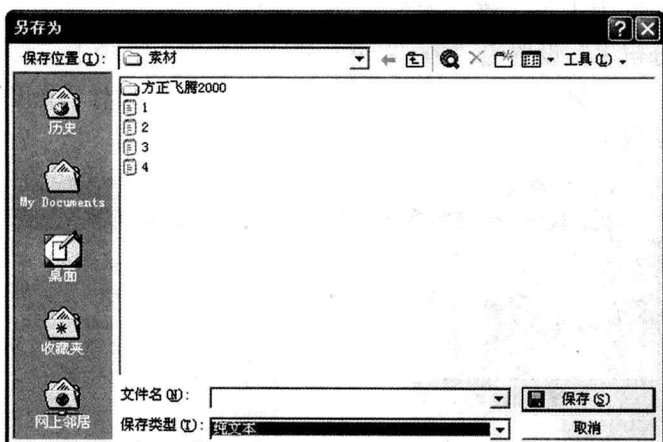 另存为
保存位置(I): 素材 工具(L)
历史
My Documents
桌面
收藏夹
网上邻居
方正飞腾2000
1
2
3
4
文件名(N): 保存(S)
保存类型(T): 纯文本 取消